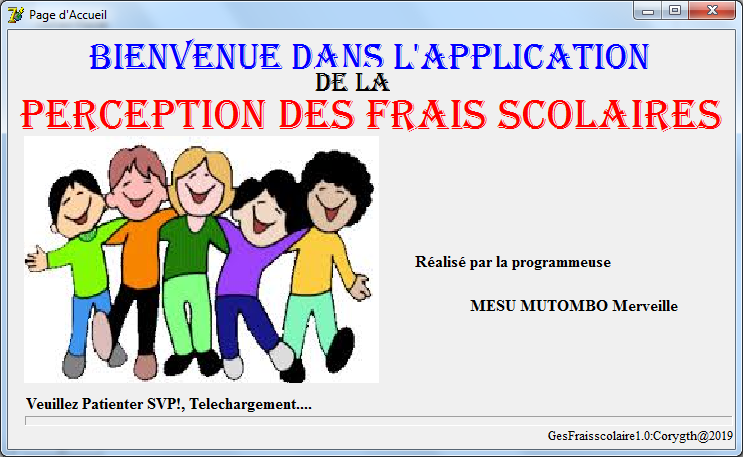 Page d'Accueil
BIENVENUE DANS L'APPLICATION
DE LA
PERCEPTION DES FRAIS SCOLAIRES
Réalisé par la programmeuse
MESU MUTOMBO Merveille
Veuillez Patienter SVP!, Telechargement....
GesFraisscolaire1.0:Corygth@2019